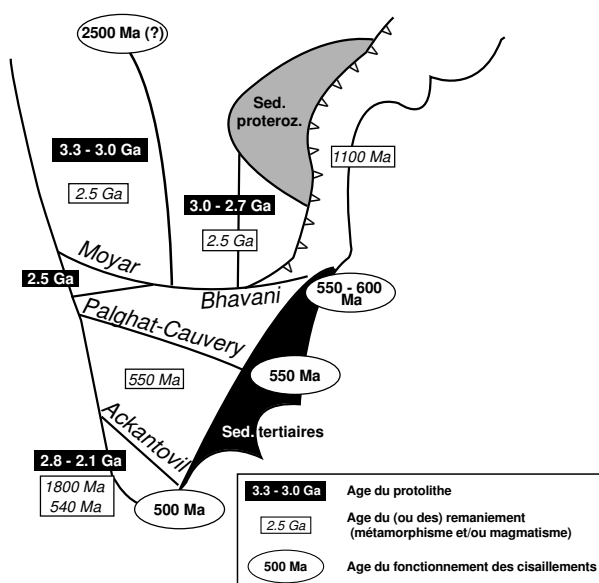 2500 Ma (?)
Sed.
proteroz.
3.3 - 3.0 Ga
1100 Ma
2.5 Ga
3.0 - 2.7 Ga
2.5 Ga
Moyar
2.5 Ga
Bhavani
550 - 600
Ma
Palghat-Cauvery
550 Ma
550 Ma
Ackantovil
Sed. tertiaires
2.8 - 2.1 Ga
1800 Ma
540 Ma
500 Ma
3.3 - 3.0 Ga Age du protolithe
2.5 Ga Age du (ou des) remaniement
(métamorphisme et/ou magmatisme)
500 Ma Age du fonctionnement des cisaillements